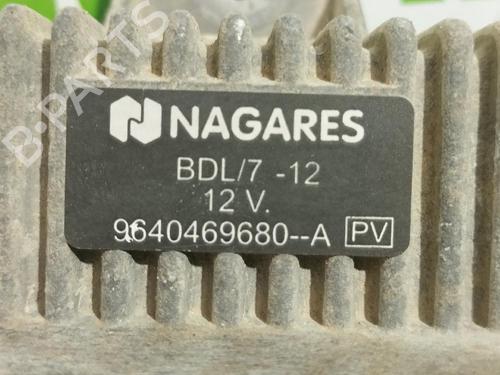 NAGARES
BDL/7 -12
12 V.
9640469680--A PV
B-PARTS